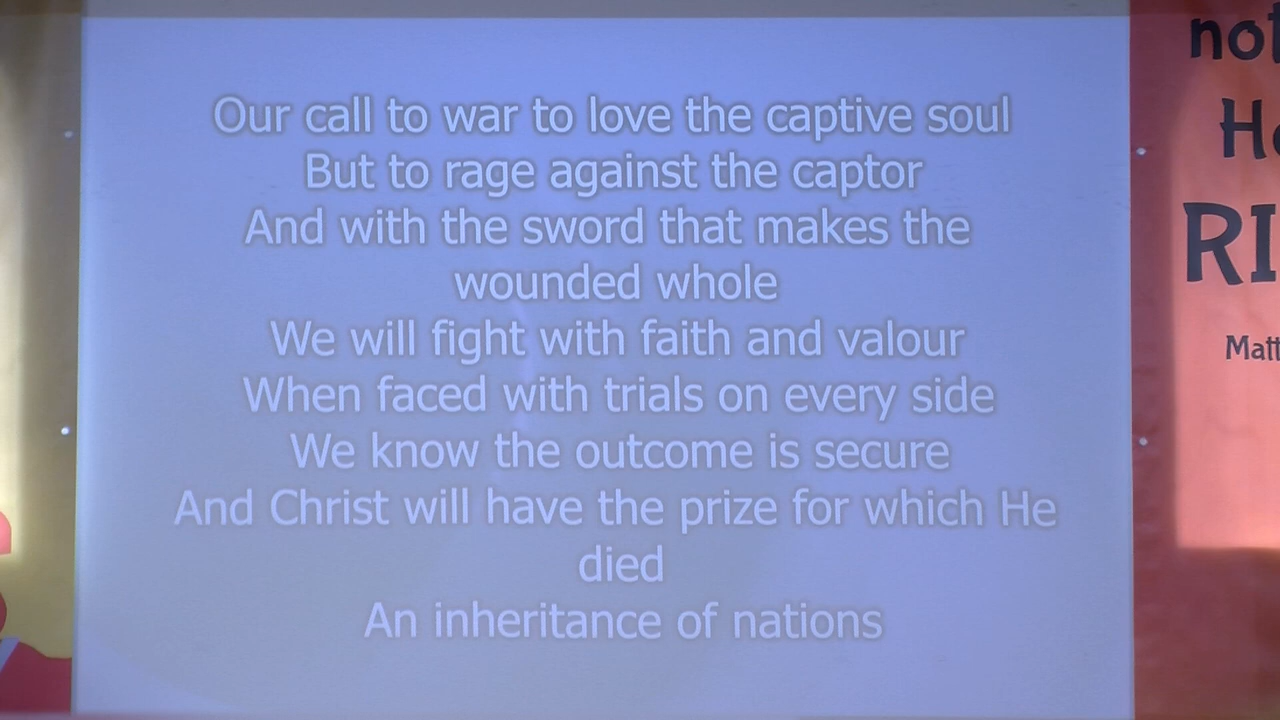 Our call to war to love the captive soul
But to rage against the captor
And with the sword that makes the
wounded whole
We will fight with faith and valour
When faced with trials on every side
We know the outcome is secure
And Christ will have the prize for which He
died
An inheritance of nations
not
He
RI
Matt